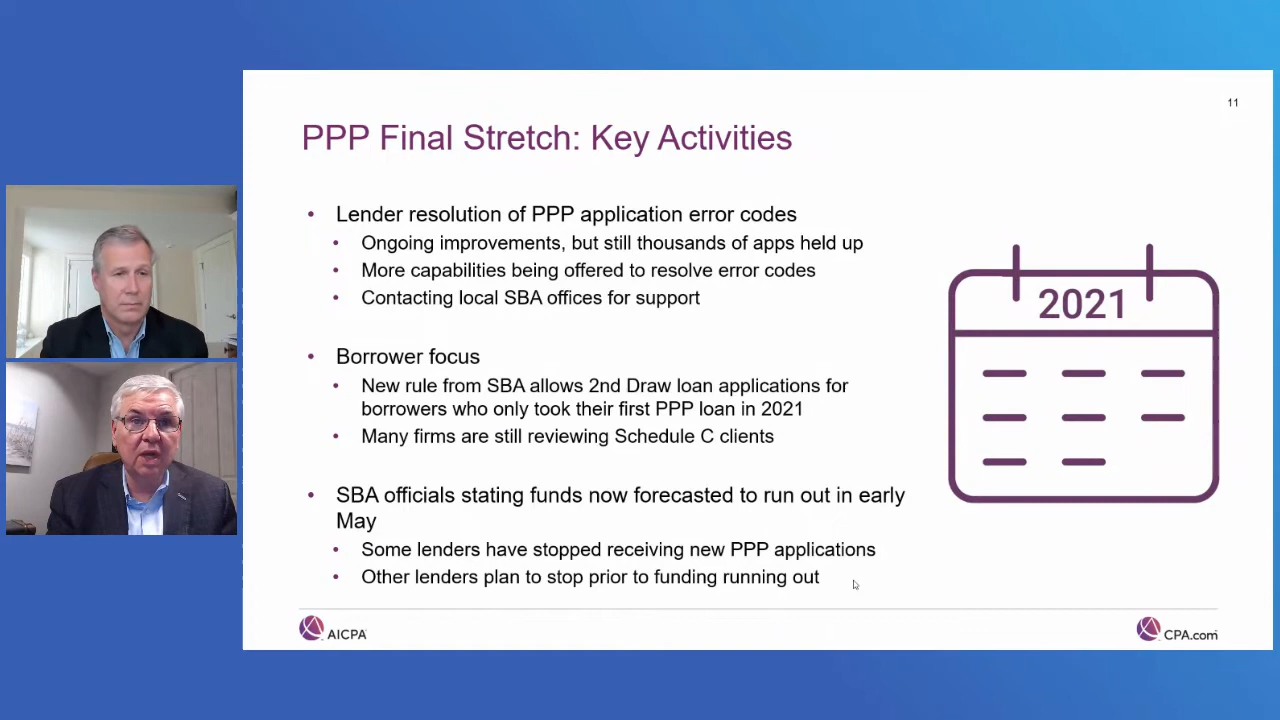 11
PPP Final Stretch: Key Activities
• Lender resolution of PPP application error codes
• Ongoing improvements, but still thousands of apps held up
• More capabilities being offered to resolve error codes
• Contacting local SBA offices for support
• Borrower focus
• New rule from SBA allows 2nd Draw loan applications for
borrowers who only took their first PPP loan in 2021
• Many firms are still reviewing Schedule C clients
• SBA officials stating funds now forecasted to run out in early
May
• Some lenders have stopped receiving new PPP applications
• Other lenders plan to stop prior to funding running out
2021
AICPA
CPA.com